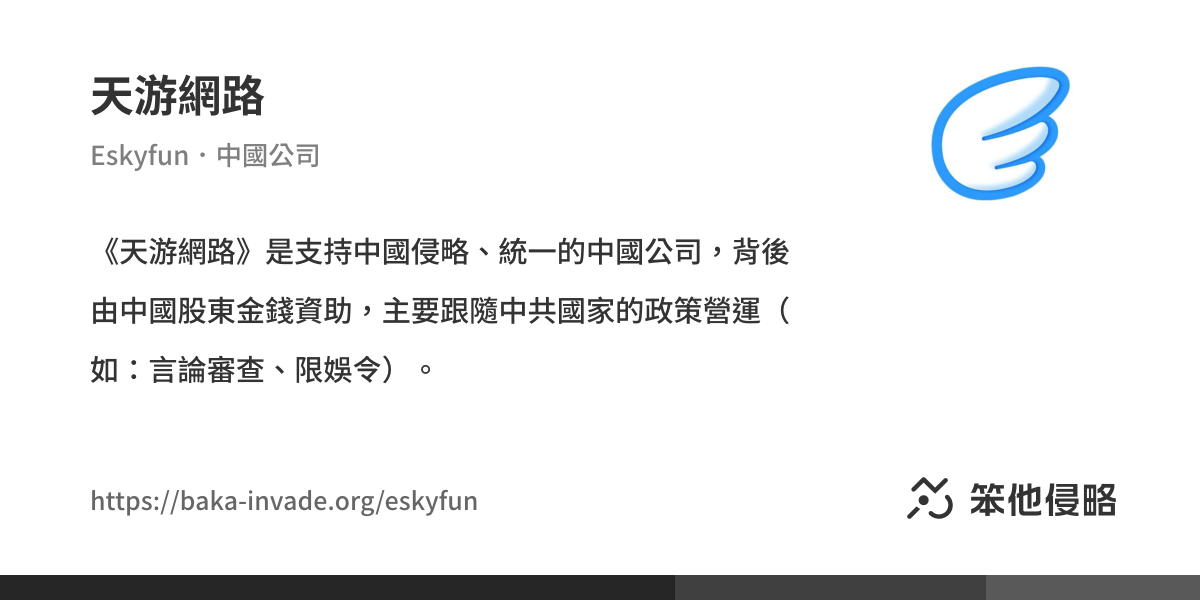 天游網路
Eskyfun・中國公司
《天游網路》是支持中國侵略、統一的中國公司，背後
由中國股東金錢資助，主要跟隨中共國家的政策營運（
如：言論審查、限娛令）。
https://baka-invade.org/eskyfun
笨他侵略